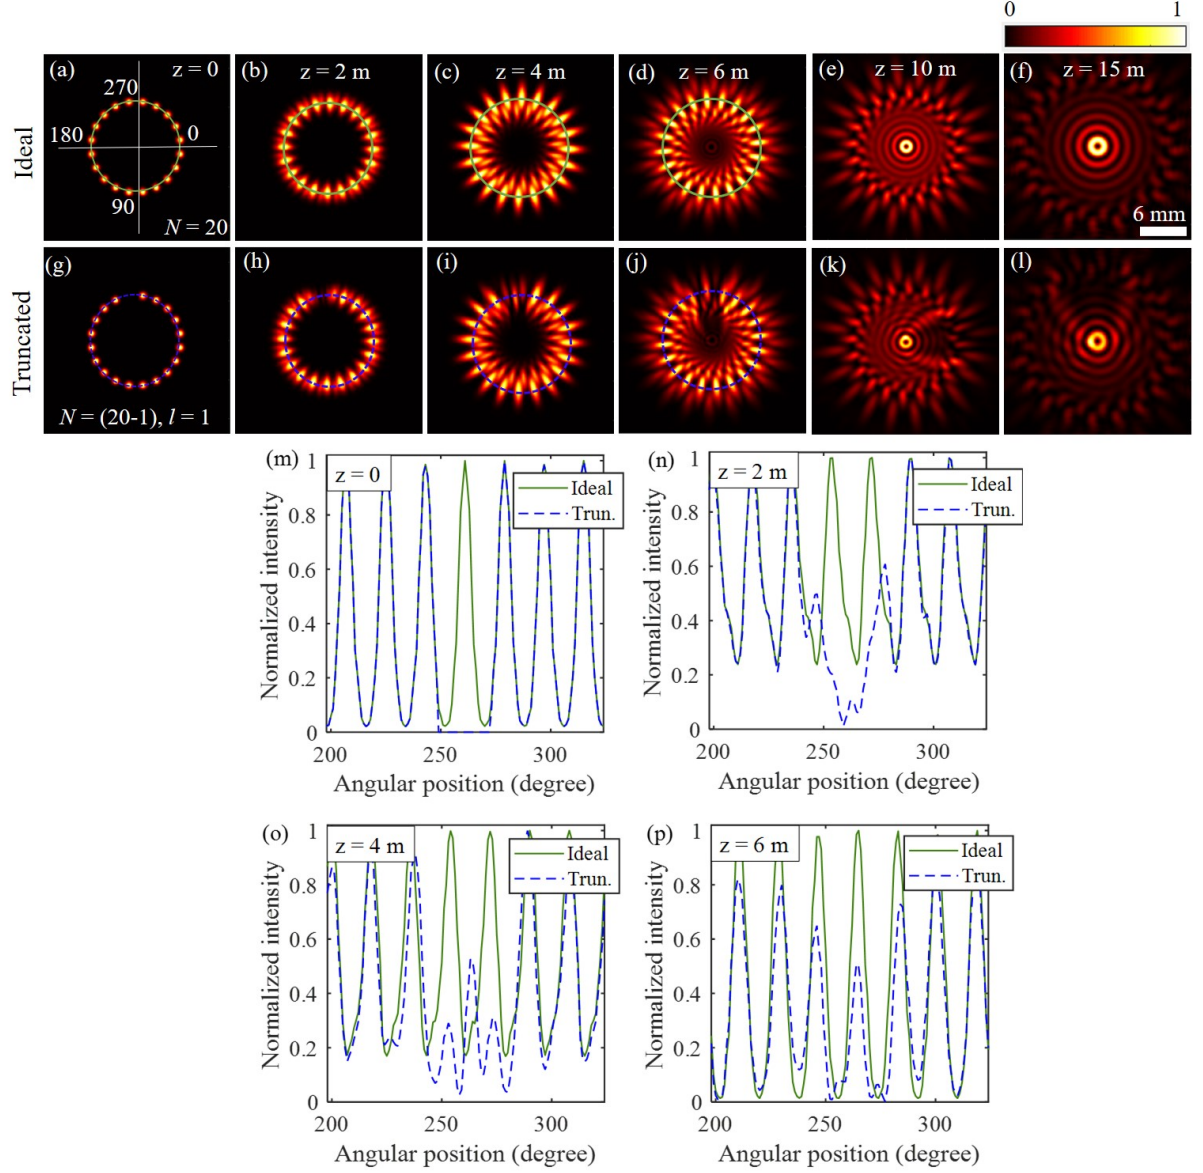 0 1
(a) z = 0
270
180 0
90
N = 20
(b) z = 2 m
(c) z = 4 m
(d) z = 6 m
(e) z = 10 m
(f) z = 15 m
6 mm
Ideal
(g)
N = (20-1), l = 1
(h)
(i)
(j)
(k)
(l)
Truncated
(m)
z = 0
Ideal
Trun.
Normalized intensity
1
0.8
0.6
0.4
0.2
0
200 250 300
Angular position (degree)
(n)
z = 2 m
Ideal
Trun.
Normalized intensity
1
0.8
0.6
0.4
0.2
0
200 250 300
Angular position (degree)
(o)
z = 4 m
Ideal
Trun.
Normalized intensity
1
0.8
0.6
0.4
0.2
0
200 250 300
Angular position (degree)
(p)
z = 6 m
Ideal
Trun.
Normalized intensity
1
0.8
0.6
0.4
0.2
0
200 250 300
Angular position (degree)